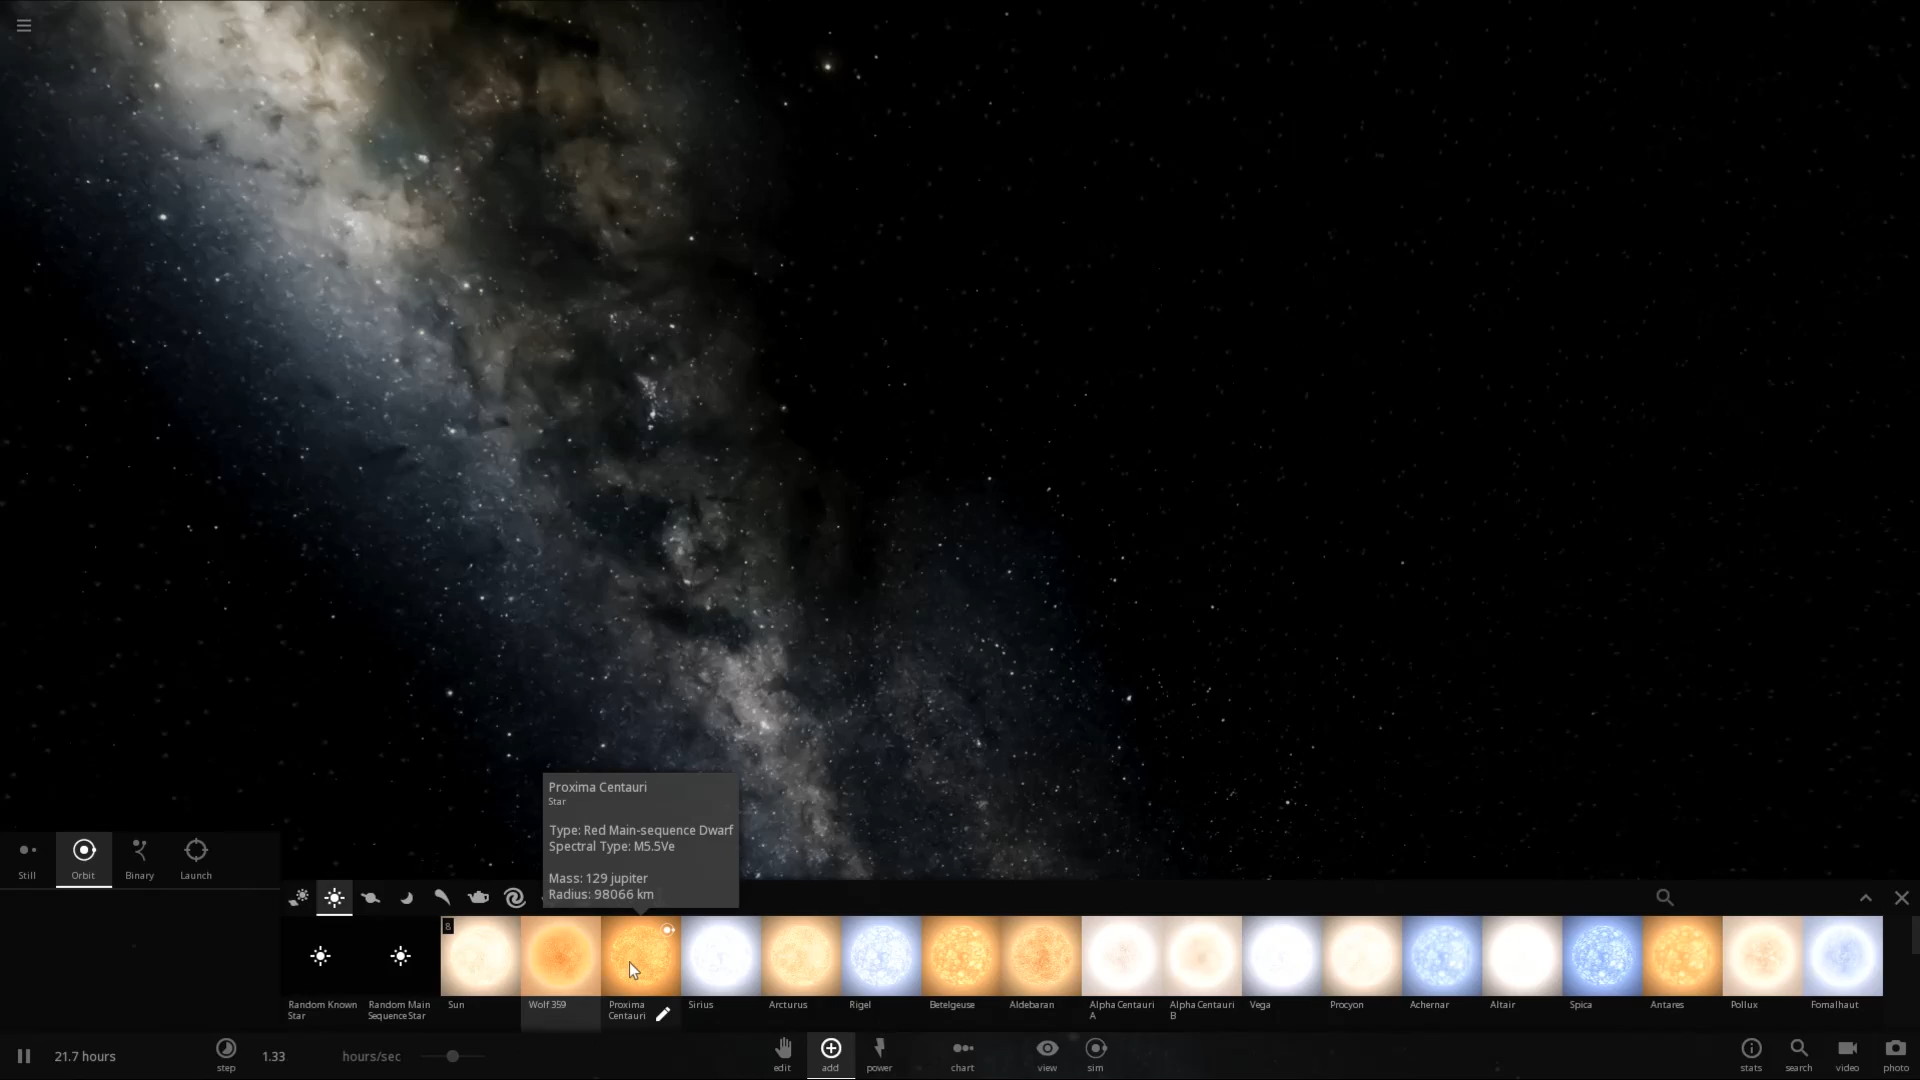 Proxima Centauri
Star
Type: Red Main-sequence Dwarf
Spectral Type: M5.5Ve
Mass: 129 jupiter
Radius: 98066 km
Still
Orbit
Binary
Launch
8
Random Known
Star
Random Main
Sequence Star
Sun
Wolf 359
Proxima
Centauri
Sirius
Arcturus
Rigel
Betelgeuse
Aldebaran
Alpha Centauri
A
Alpha Centauri
B
Vega
Procyon
Achernar
Altair
Spica
Antares
Pollux
Fomalhaut
21.7 hours
step
1.33
hours/sec
edit
add
power
chart
view
sim
stats
search
video
photo